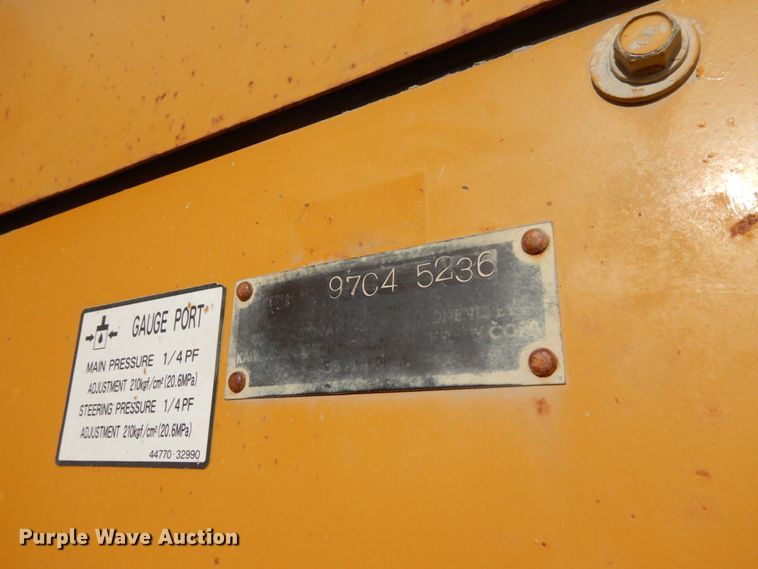 97C4 5236
CORP.
GAUGE PORT
MAIN PRESSURE 1/4 PF
ADJUSTMENT 210kgf/cm² (20.6MPa)
STEERING PRESSURE 1/4 PF
ADJUSTMENT 210kgf/cm² (20.6MPa)
44770-32990
Purple Wave Auction